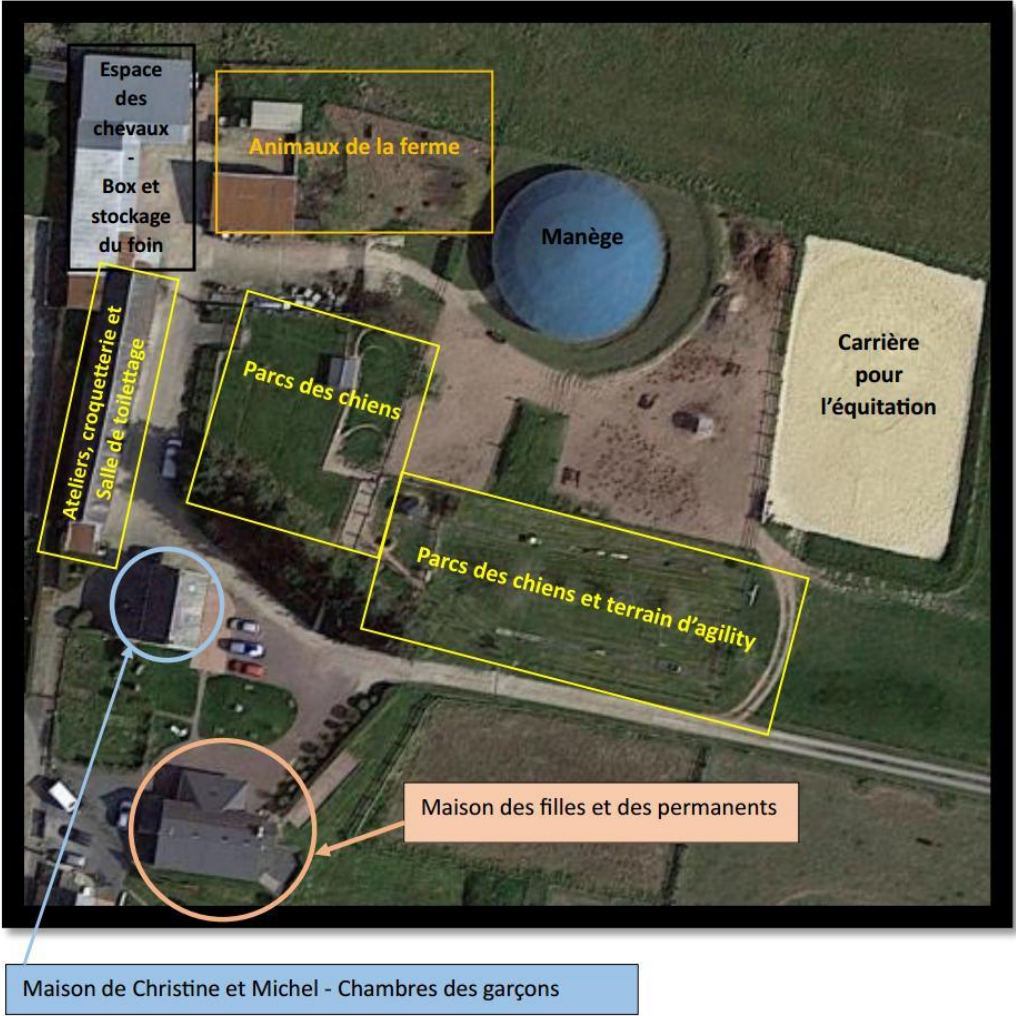 Espace
des
chevaux
-
Box et
stockage
du foin
Animaux de la ferme
Manège
Carrière
pour
l'équitation
Ateliers, croquetterie et
Salle de toilettage
Parcs des chiens
Parcs des chiens et terrain d'agility
Maison des filles et des permanents
Maison de Christine et Michel - Chambres des garçons